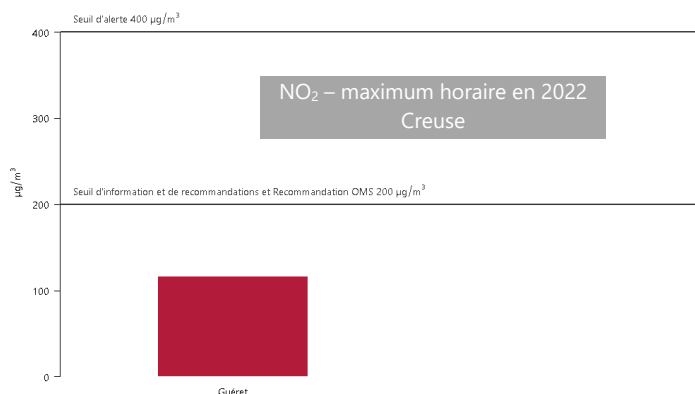 Seuil d'alerte 400 µg/m³
400
NO₂ – maximum horaire en 2022
Creuse
300
µg/m³
Seuil d'information et de recommandations et Recommandation OMS 200 µg/m³
200
100
0
Guéret